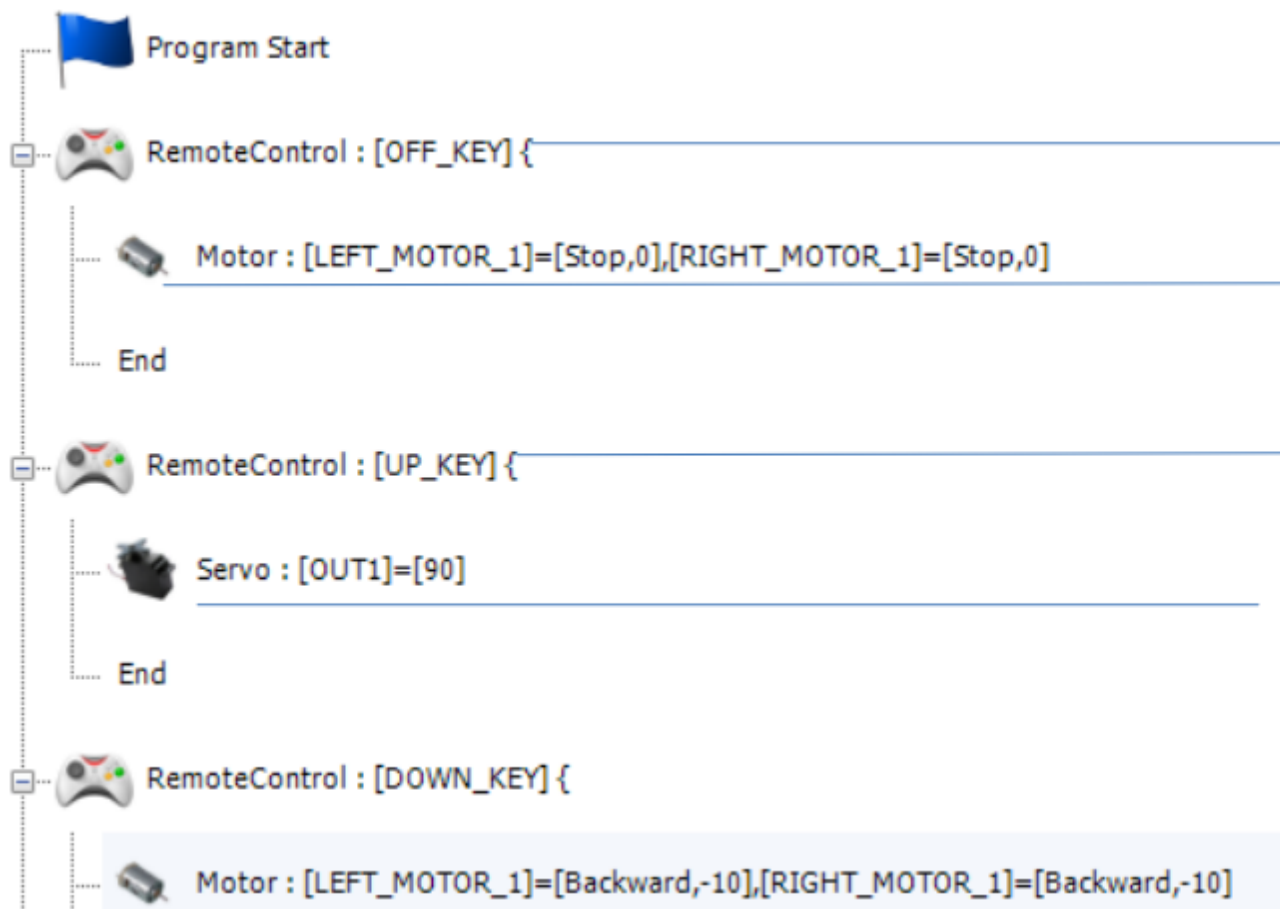 Program Start
RemoteControl : [OFF_KEY] {
Motor : [LEFT_MOTOR_1]=[Stop,0],[RIGHT_MOTOR_1]=[Stop,0]
End
RemoteControl : [UP_KEY] {
Servo : [OUT1]=[90]
End
RemoteControl : [DOWN_KEY] {
Motor : [LEFT_MOTOR_1]=[Backward,-10],[RIGHT_MOTOR_1]=[Backward,-10]